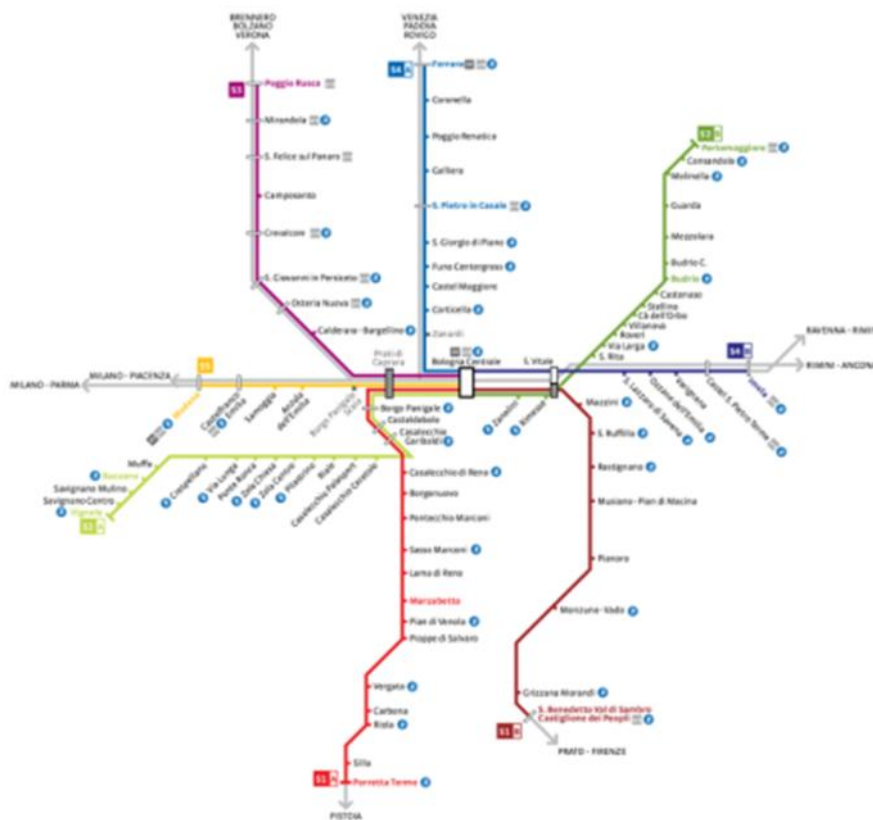 BRENNERO
BOLZANO
VERONA
VENEZIA
PADOVA
ROVIGO
S3
Poggio Rusco
Mirandola
S. Felice sul Panaro
Camposanto
Crevalcore
S. Giovanni in Persiceto
Osteria Nuova
Calderara - Bargellino
S4 A
Ferrara
Coronella
Poggio Renatico
Galliera
S. Pietro in Casale
S. Giorgio di Piano
Funo Centergross
Castel Maggiore
Corticella
Zanardi
S2 B
Portomaggiore
Consandolo
Molinella
Guarda
Mezzolara
Budrio C.
Budrio
Castenaso
Stellina
Cà dell'Orbo
Villanova
Roveri
Via Larga
S. Rita
Prati di
Caprara
Bologna Centrale
S. Vitale
S4 B
RAVENNA - RIMI
RIMINI - ANCONA
MILANO - PIACENZA
MILANO - PARMA
S5
Modena
Castelfranco
Emilia
Samoggia
Anzola
dell'Emilia
Borgo Panigale
Scala
Borgo Panigale
Casteldebole
Casalecchio
Garibaldi
Zanolini
Rimesse
Mazzini
S. Lazzaro di Savena
Ozzano dell'Emilia
Varignana
Castel S. Pietro Terme
Imola
S. Ruffillo
Rastignano
Musiano - Pian di Macina
Pianoro
Monzuno - Vado
Grizzana Morandi
S. Benedetto Val di Sambro
Castiglione dei Pepoli
S1 B
PRATO - FIRENZE
Muffa
Bazzano
Savignano Mulino
Savignano Centro
Vignola
S2 A
Crespellano
Via Lunga
Ponte Ronca
Zola Chiesa
Zola Centro
Pilastrino
Riale
Casalecchio Palasport
Casalecchio Ceretolo
Casalecchio di Reno
Borgonuovo
Pontecchio Marconi
Sasso Marconi
Lama di Reno
Marzabotto
Pian di Venola
Pioppe di Salvaro
Vergato
Carbona
Riola
Silla
S1 A
Porretta Terme
PISTOIA